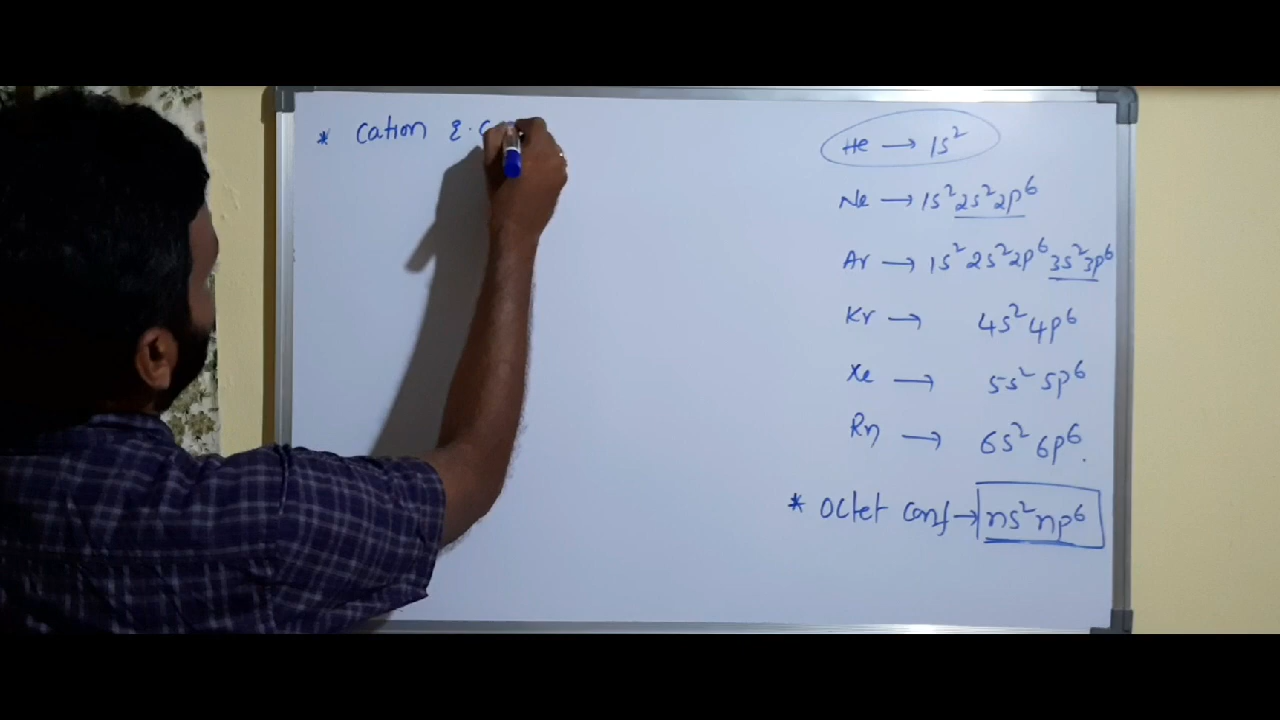 * Cation E.
He → 1s²
Ne → 1s² 2s² 2p⁶
Ar → 1s² 2s² 2p⁶ 3s² 3p⁶
Kr → 4s² 4p⁶
Xe → 5s² 5p⁶
Rn → 6s² 6p⁶.
* Octet conf → ns² np⁶